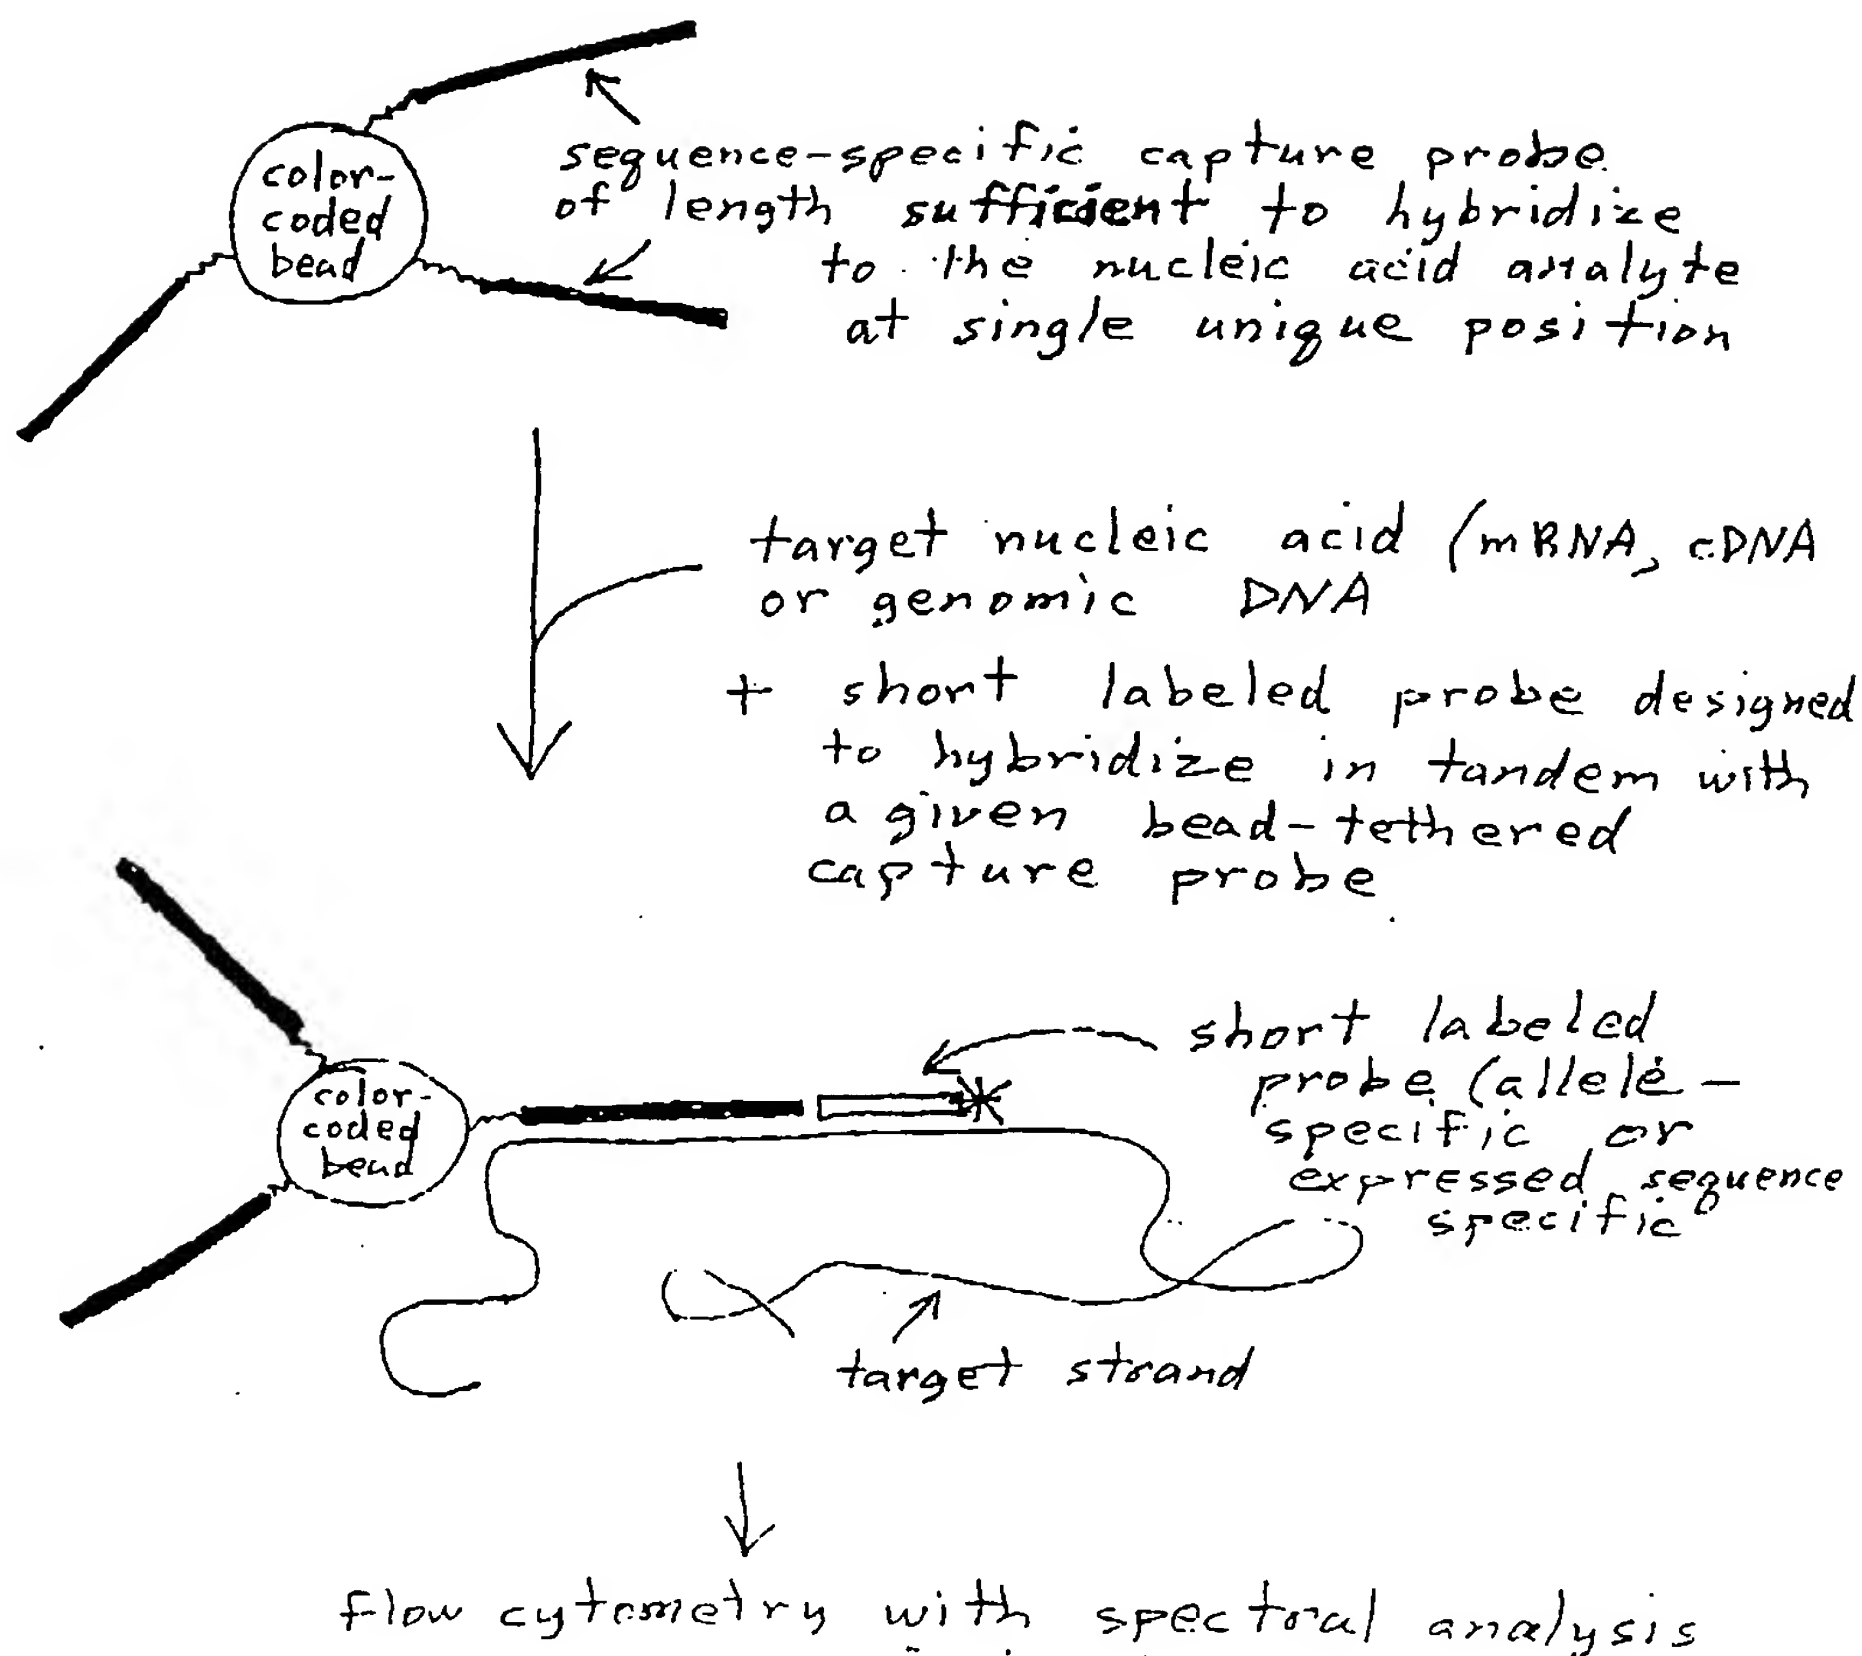 color-
coded
bead
sequence-specific capture probe
of length sufficient to hybridize
to the nucleic acid analyte
at single unique position
target nucleic acid (mRNA, cDNA
or genomic DNA
+ short labeled probe designed
to hybridize in tandem with
a given bead-tethered
capture probe
short labeled
probe (allele-
specific or
expressed sequence
specific
color-
coded
bead
target strand
flow cytometry with spectral analysis